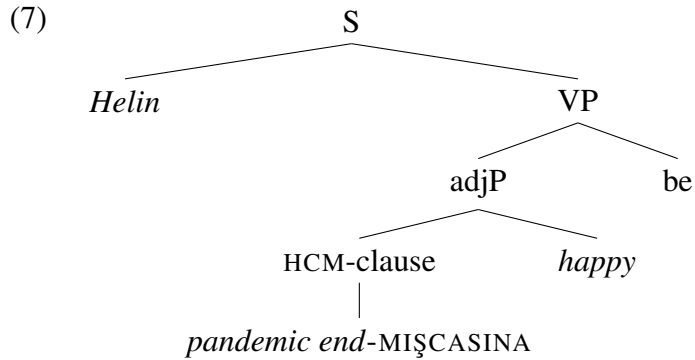 (7) S
Helin VP
adjP be
HCM-clause happy
pandemic end-MIŞCASINA